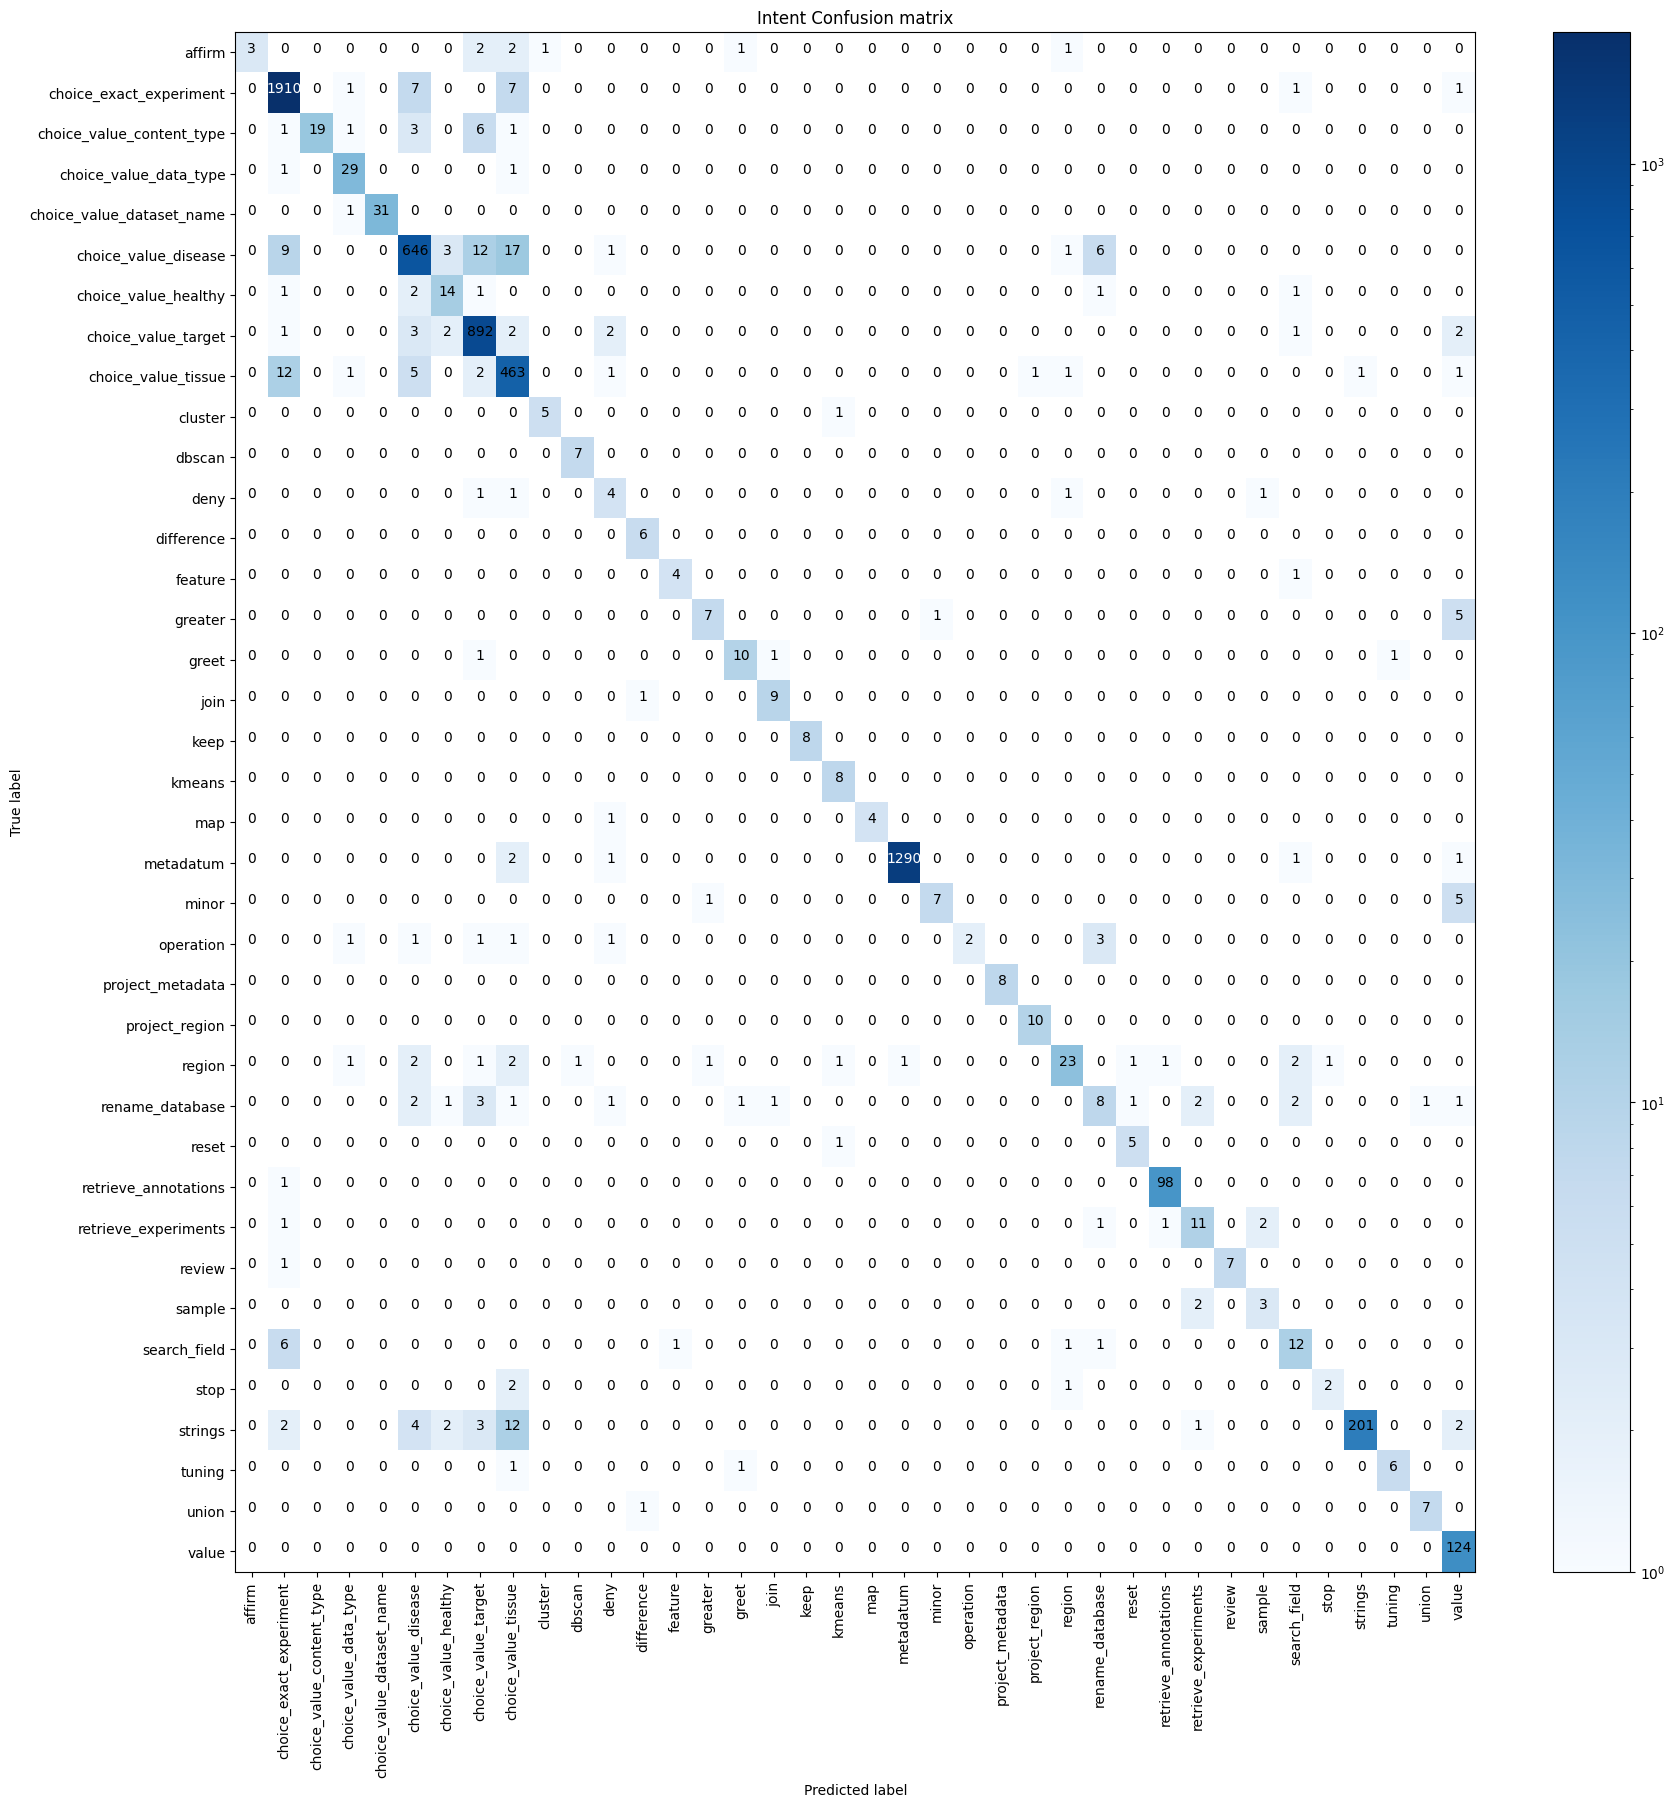 Intent Confusion matrix
affirm 3 0 0 0 0 0 0 2 2 1 0 0 0 0 0 1 0 0 0 0 0 0 0 0 0 1 0 0 0 0 0 0 0 0 0 0 0 0
choice_exact_experiment 0 1910 0 1 0 7 0 0 7 0 0 0 0 0 0 0 0 0 0 0 0 0 0 0 0 0 0 0 0 0 0 0 1 0 0 0 0 1
choice_value_content_type 0 1 19 1 0 3 0 6 1 0 0 0 0 0 0 0 0 0 0 0 0 0 0 0 0 0 0 0 0 0 0 0 0 0 0 0 0 0
choice_value_data_type 0 1 0 29 0 0 0 0 1 0 0 0 0 0 0 0 0 0 0 0 0 0 0 0 0 0 0 0 0 0 0 0 0 0 0 0 0 0
choice_value_dataset_name 0 0 0 1 31 0 0 0 0 0 0 0 0 0 0 0 0 0 0 0 0 0 0 0 0 0 0 0 0 0 0 0 0 0 0 0 0 0
choice_value_disease 0 9 0 0 0 646 3 12 17 0 0 1 0 0 0 0 0 0 0 0 0 0 0 0 0 1 6 0 0 0 0 0 0 0 0 0 0 0
choice_value_healthy 0 1 0 0 0 2 14 1 0 0 0 0 0 0 0 0 0 0 0 0 0 0 0 0 0 0 1 0 0 0 0 0 1 0 0 0 0 0
choice_value_target 0 1 0 0 0 3 2 892 2 0 0 2 0 0 0 0 0 0 0 0 0 0 0 0 0 0 0 0 0 0 0 0 1 0 0 0 0 2
choice_value_tissue 0 12 0 1 0 5 0 2 463 0 0 1 0 0 0 0 0 0 0 0 0 0 0 0 1 1 0 0 0 0 0 0 0 0 1 0 0 1
cluster 0 0 0 0 0 0 0 0 0 5 0 0 0 0 0 0 0 0 1 0 0 0 0 0 0 0 0 0 0 0 0 0 0 0 0 0 0 0
dbscan 0 0 0 0 0 0 0 0 0 0 7 0 0 0 0 0 0 0 0 0 0 0 0 0 0 0 0 0 0 0 0 0 0 0 0 0 0 0
deny 0 0 0 0 0 0 0 1 1 0 0 4 0 0 0 0 0 0 0 0 0 0 0 0 0 1 0 0 0 0 0 1 0 0 0 0 0 0
difference 0 0 0 0 0 0 0 0 0 0 0 0 6 0 0 0 0 0 0 0 0 0 0 0 0 0 0 0 0 0 0 0 0 0 0 0 0 0
feature 0 0 0 0 0 0 0 0 0 0 0 0 0 4 0 0 0 0 0 0 0 0 0 0 0 0 0 0 0 0 0 0 1 0 0 0 0 0
greater 0 0 0 0 0 0 0 0 0 0 0 0 0 0 7 0 0 0 0 0 0 1 0 0 0 0 0 0 0 0 0 0 0 0 0 0 0 5
greet 0 0 0 0 0 0 0 1 0 0 0 0 0 0 0 10 1 0 0 0 0 0 0 0 0 0 0 0 0 0 0 0 0 0 0 1 0 0
join 0 0 0 0 0 0 0 0 0 0 0 0 1 0 0 0 9 0 0 0 0 0 0 0 0 0 0 0 0 0 0 0 0 0 0 0 0 0
keep 0 0 0 0 0 0 0 0 0 0 0 0 0 0 0 0 0 8 0 0 0 0 0 0 0 0 0 0 0 0 0 0 0 0 0 0 0 0
kmeans 0 0 0 0 0 0 0 0 0 0 0 0 0 0 0 0 0 0 8 0 0 0 0 0 0 0 0 0 0 0 0 0 0 0 0 0 0 0
map 0 0 0 0 0 0 0 0 0 0 0 1 0 0 0 0 0 0 0 4 0 0 0 0 0 0 0 0 0 0 0 0 0 0 0 0 0 0
metadatum 0 0 0 0 0 0 0 0 2 0 0 1 0 0 0 0 0 0 0 0 1290 0 0 0 0 0 0 0 0 0 0 0 1 0 0 0 0 1
minor 0 0 0 0 0 0 0 0 0 0 0 0 0 0 1 0 0 0 0 0 0 7 0 0 0 0 0 0 0 0 0 0 0 0 0 0 0 5
operation 0 0 0 1 0 1 0 1 1 0 0 1 0 0 0 0 0 0 0 0 0 0 2 0 0 0 3 0 0 0 0 0 0 0 0 0 0 0
project_metadata 0 0 0 0 0 0 0 0 0 0 0 0 0 0 0 0 0 0 0 0 0 0 0 8 0 0 0 0 0 0 0 0 0 0 0 0 0 0
project_region 0 0 0 0 0 0 0 0 0 0 0 0 0 0 0 0 0 0 0 0 0 0 0 0 10 0 0 0 0 0 0 0 0 0 0 0 0 0
region 0 0 0 1 0 2 0 1 2 0 1 0 0 0 1 0 0 0 1 0 1 0 0 0 0 23 0 1 1 0 0 0 2 1 0 0 0 0
rename_database 0 0 0 0 0 2 1 3 1 0 0 1 0 0 0 1 1 0 0 0 0 0 0 0 0 0 8 1 0 2 0 0 2 0 0 0 1 1
reset 0 0 0 0 0 0 0 0 0 0 0 0 0 0 0 0 0 0 1 0 0 0 0 0 0 0 0 5 0 0 0 0 0 0 0 0 0 0
retrieve_annotations 0 1 0 0 0 0 0 0 0 0 0 0 0 0 0 0 0 0 0 0 0 0 0 0 0 0 0 0 98 0 0 0 0 0 0 0 0 0
retrieve_experiments 0 1 0 0 0 0 0 0 0 0 0 0 0 0 0 0 0 0 0 0 0 0 0 0 0 0 1 0 1 11 0 2 0 0 0 0 0 0
review 0 1 0 0 0 0 0 0 0 0 0 0 0 0 0 0 0 0 0 0 0 0 0 0 0 0 0 0 0 0 7 0 0 0 0 0 0 0
sample 0 0 0 0 0 0 0 0 0 0 0 0 0 0 0 0 0 0 0 0 0 0 0 0 0 0 0 0 0 2 0 3 0 0 0 0 0 0
search_field 0 6 0 0 0 0 0 0 0 0 0 0 0 1 0 0 0 0 0 0 0 0 0 0 0 1 1 0 0 0 0 0 12 0 0 0 0 0
stop 0 0 0 0 0 0 0 0 2 0 0 0 0 0 0 0 0 0 0 0 0 0 0 0 0 1 0 0 0 0 0 0 0 2 0 0 0 0
strings 0 2 0 0 0 4 2 3 12 0 0 0 0 0 0 0 0 0 0 0 0 0 0 0 0 0 0 0 0 1 0 0 0 0 201 0 0 2
tuning 0 0 0 0 0 0 0 0 1 0 0 0 0 0 0 1 0 0 0 0 0 0 0 0 0 0 0 0 0 0 0 0 0 0 0 6 0 0
union 0 0 0 0 0 0 0 0 0 0 0 0 1 0 0 0 0 0 0 0 0 0 0 0 0 0 0 0 0 0 0 0 0 0 0 0 7 0
value 0 0 0 0 0 0 0 0 0 0 0 0 0 0 0 0 0 0 0 0 0 0 0 0 0 0 0 0 0 0 0 0 0 0 0 0 0 124
True label
affirm
choice_exact_experiment
choice_value_content_type
choice_value_data_type
choice_value_dataset_name
choice_value_disease
choice_value_healthy
choice_value_target
choice_value_tissue
cluster
dbscan
deny
difference
feature
greater
greet
join
keep
kmeans
map
metadatum
minor
operation
project_metadata
project_region
region
rename_database
reset
retrieve_annotations
retrieve_experiments
review
sample
search_field
stop
strings
tuning
union
value
Predicted label
10³
10²
10¹
10⁰